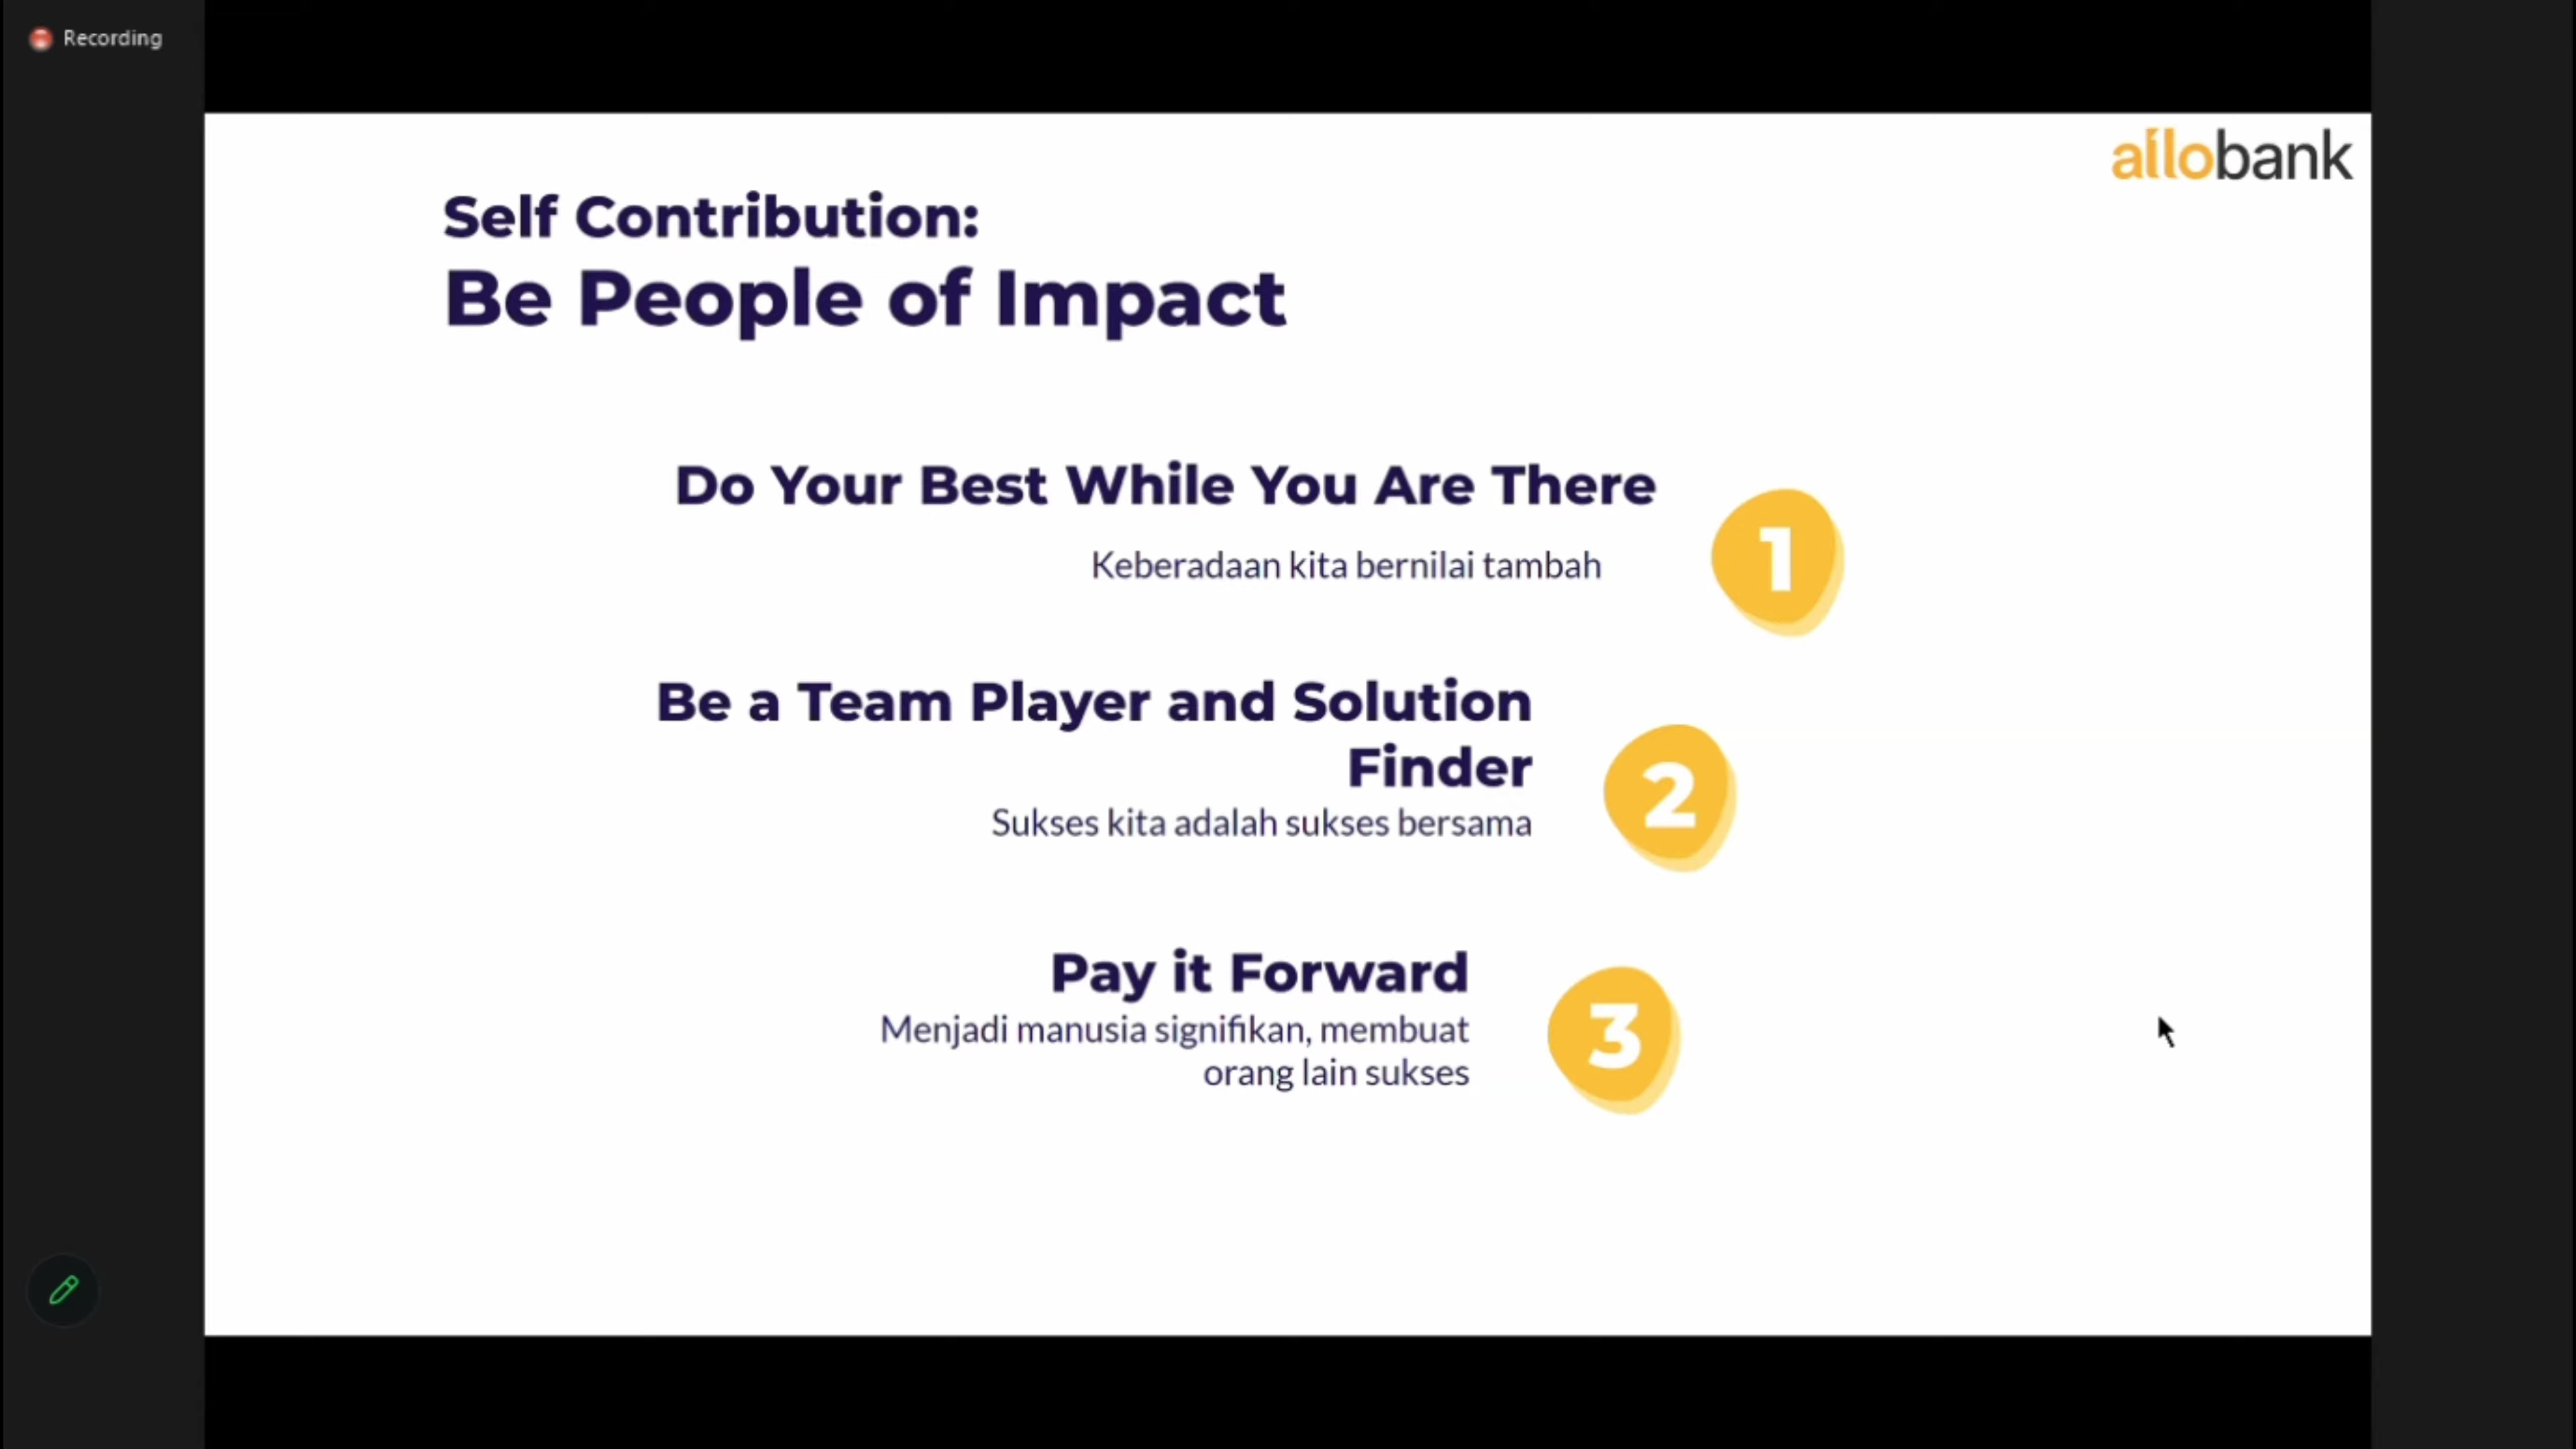 Recording
allobank
Self Contribution:
Be People of Impact
Do Your Best While You Are There
Keberadaan kita bernilai tambah
1
Be a Team Player and Solution
Finder
Sukses kita adalah sukses bersama
2
Pay it Forward
Menjadi manusia signifikan, membuat
orang lain sukses
3